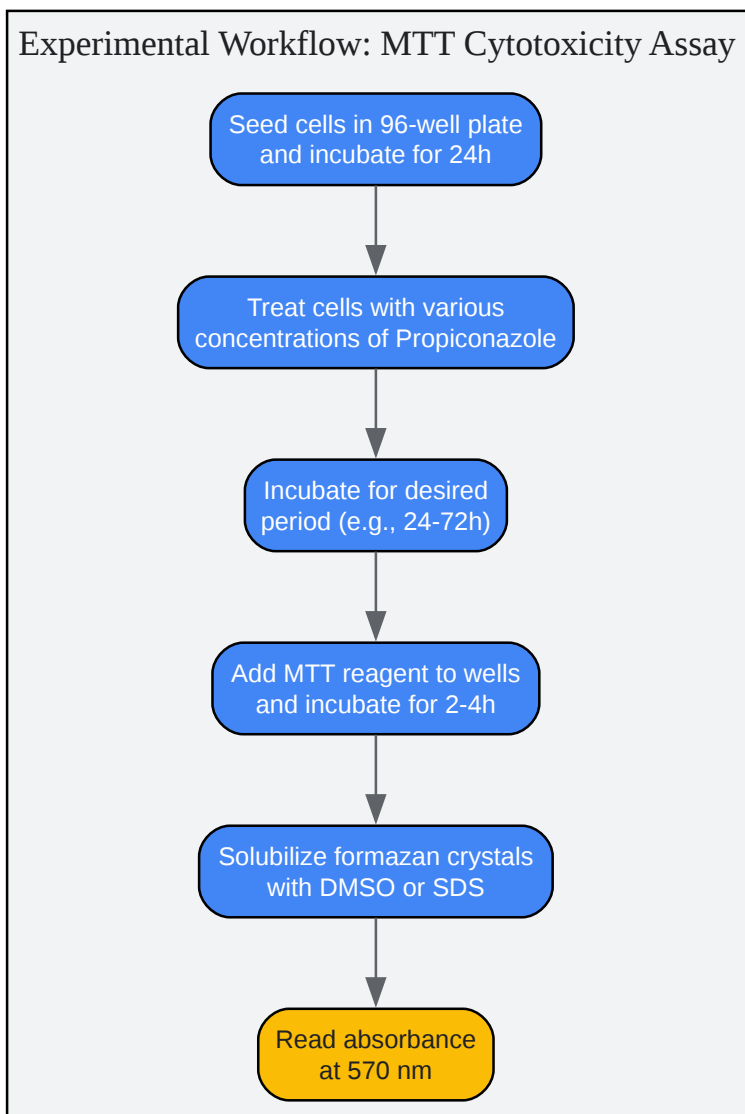 Experimental Workflow: MTT Cytotoxicity Assay
Seed cells in 96-well plate
and incubate for 24h
Treat cells with various
concentrations of Propiconazole
Incubate for desired
period (e.g., 24-72h)
Add MTT reagent to wells
and incubate for 2-4h
Solubilize formazan crystals
with DMSO or SDS
Read absorbance
at 570 nm